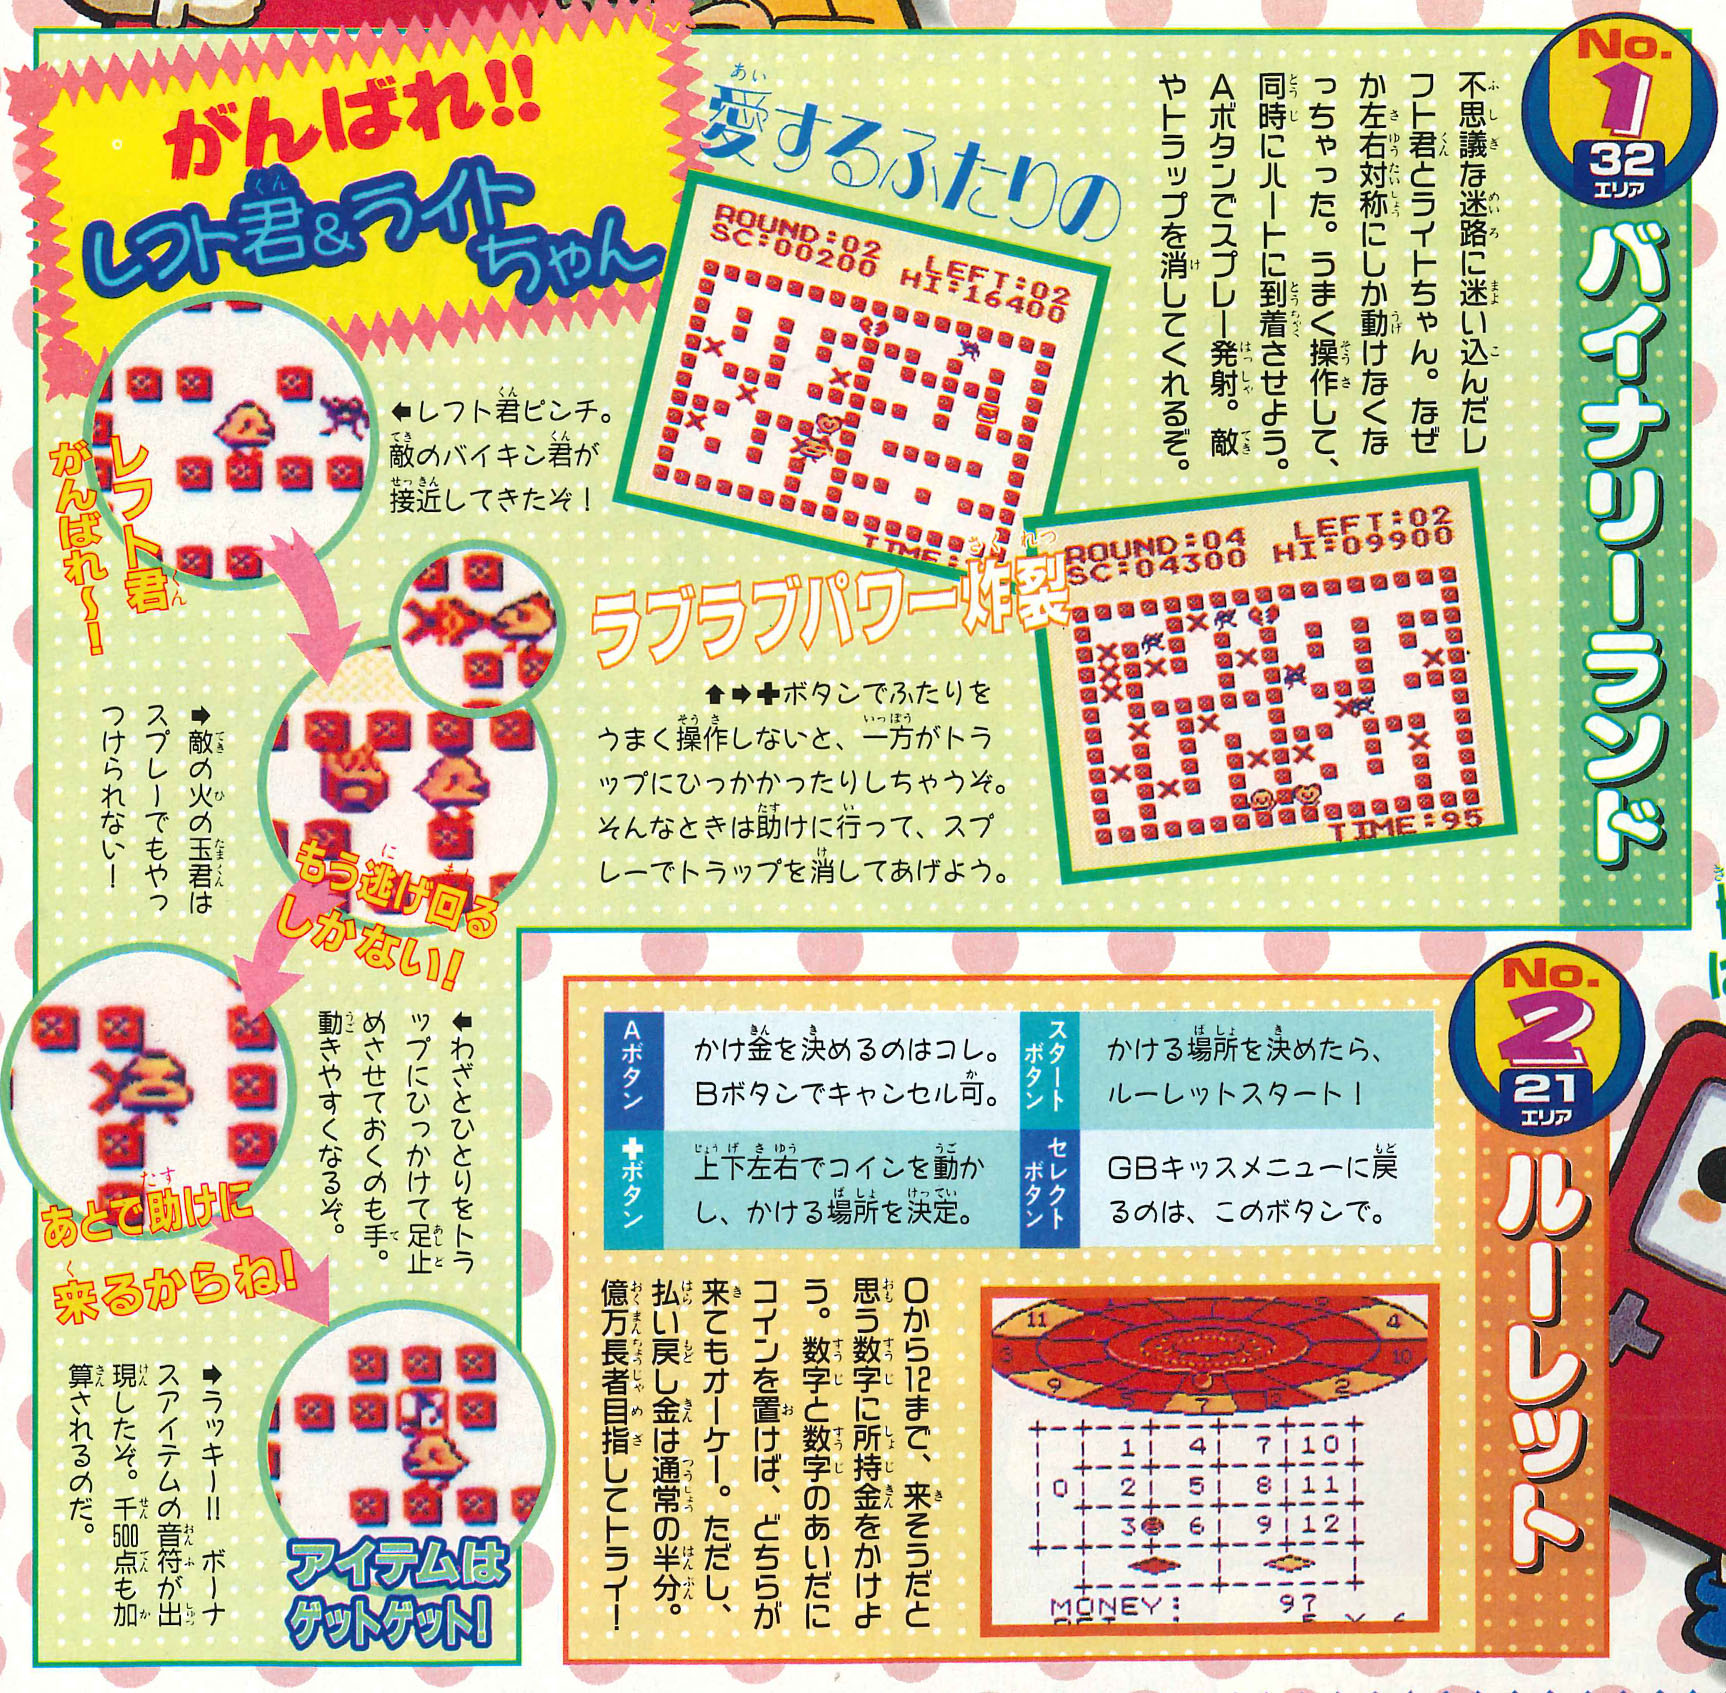 No.
1
32
エリア
バイナリーランド
不思議な迷路に迷い込んだレ
フト君とライトちゃん。なぜ
か左右対称にしか動けなくな
っちゃった。うまく操作して、
同時にハートに到着させよう。
Aボタンでスプレー発射。敵
やトラップを消してくれるぞ。
愛するふたりの
ラブラブパワー炸裂
がんばれ!!
レフト君&ライト
ちゃん
ROUND:02 LEFT:02
SC:00200 HI:16400
TIME:
ROUND:04 LEFT:02
SC:04300 HI:09900
TIME:95
⬆➡✚ボタンでふたりを
うまく操作しないと、一方がトラ
ップにひっかかったりしちゃうぞ。
そんなときは助けに行って、スプ
レーでトラップを消してあげよう。
⬅レフト君ピンチ。
敵のバイキン君が
接近してきたぞ！
レフト君
がんばれ〜！
➡敵の火の玉君は
スプレーでもやっ
つけられない！
もう逃げ回る
しかない！
⬅わざとひとりをトラ
ップにひっかけて足止
めさせておくのも手。
動きやすくなるぞ。
あとで助けに
来るからね！
➡ラッキー!! ボーナ
スアイテムの音符が出
現したぞ。千500点も加
算されるのだ。
アイテムは
ゲットゲット！
No.
2
21
エリア
ルーレット
Aボタン
かけ金を決めるのはコレ。
Bボタンでキャンセル可。
スタート
ボタン
かける場所を決めたら、
ルーレットスタート！
✚ボタン
上下左右でコインを動か
し、かける場所を決定。
セレクト
ボタン
GBキッスメニューに戻
るのは、このボタンで。
0から12まで、来そうだと
思う数字に所持金をかけよ
う。数字と数字のあいだに
コインを置けば、どちらが
来てもオーケー。ただし、
払い戻し金は通常の半分。
億万長者目指してトライ！
11 4
3 10
9 2
5 7 8
1 4 7 10
0 2 5 8 11
3 6 9 12
MONEY: 97